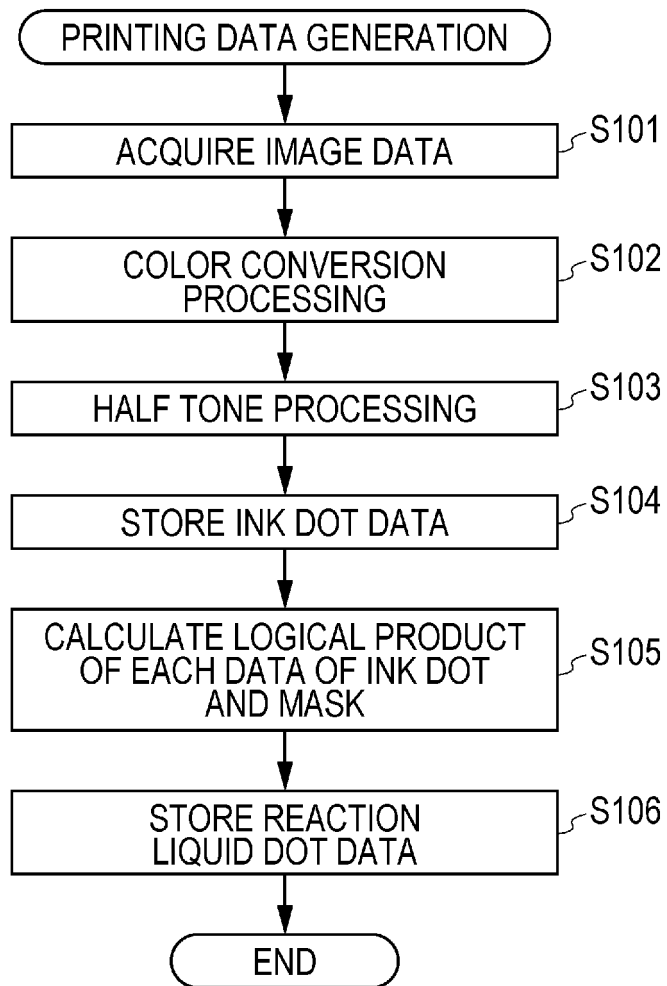 PRINTING DATA GENERATION
ACQUIRE IMAGE DATA
S101
COLOR CONVERSION
PROCESSING
S102
HALF TONE PROCESSING
S103
STORE INK DOT DATA
S104
CALCULATE LOGICAL PRODUCT
OF EACH DATA OF INK DOT
AND MASK
S105
STORE REACTION
LIQUID DOT DATA
S106
END